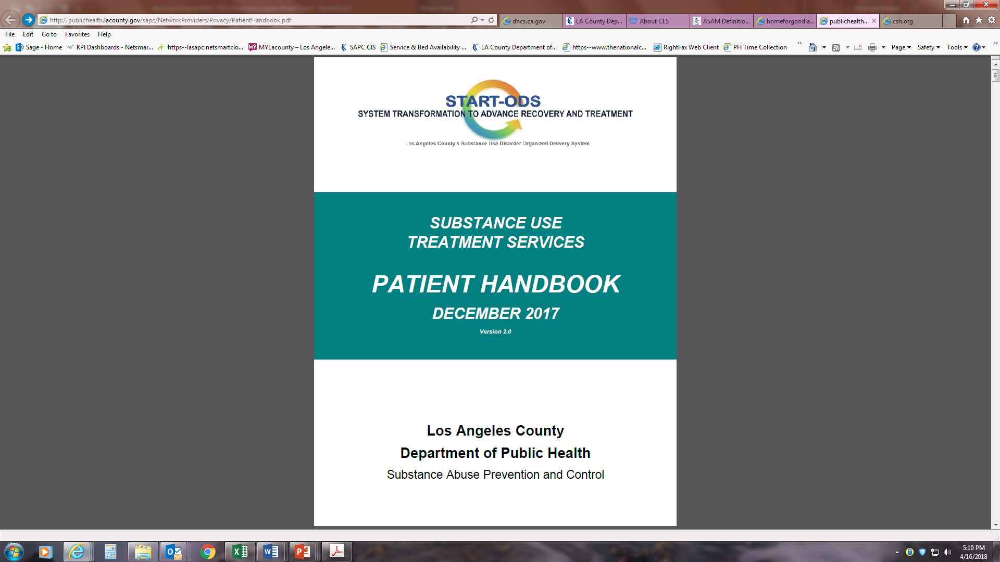 http://publichealth.lacounty.gov/sapc/NetworkProviders/Privacy/PatientHandbook.pdf
dhcs.ca.gov
LA County Dep...
About CES
ASAM Definitio...
homeforgoodla...
publichealth...
csh.org
File Edit Go to Favorites Help
Sage - Home
KPI Dashboards - Netsmar...
https--lasapc.netsmartclo...
MYLacounty – Los Angele...
SAPC CIS
Service & Bed Availability ...
LA County Department of...
https--www.thenationalc...
RightFax Web Client
PH Time Collection
Page Safety Tools
START-ODS
SYSTEM TRANSFORMATION TO ADVANCE RECOVERY AND TREATMENT
Los Angeles County's Substance Use Disorder Organized Delivery System
SUBSTANCE USE
TREATMENT SERVICES
PATIENT HANDBOOK
DECEMBER 2017
Version 2.0
Los Angeles County
Department of Public Health
Substance Abuse Prevention and Control
5:10 PM
4/16/2018